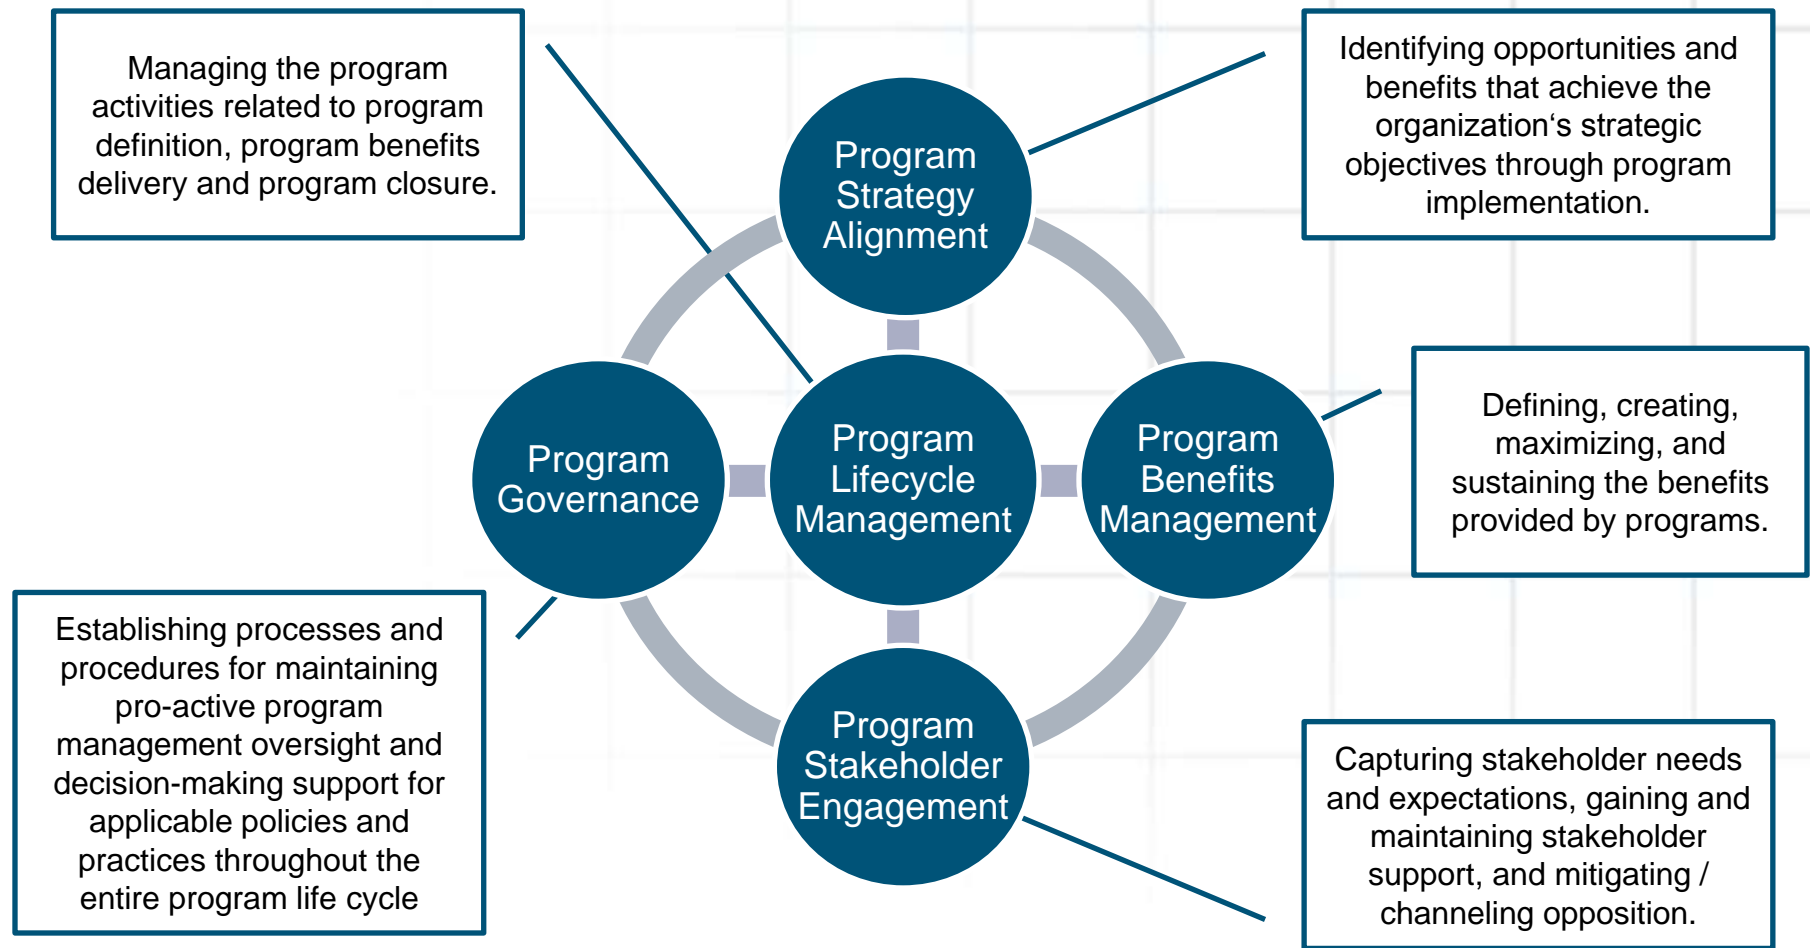 Managing the program
activities related to program
definition, program benefits
delivery and program closure.
Identifying opportunities and
benefits that achieve the
organization‘s strategic
objectives through program
implementation.
Program
Strategy
Alignment
Program
Governance
Program
Lifecycle
Management
Program
Benefits
Management
Defining, creating,
maximizing, and
sustaining the benefits
provided by programs.
Establishing processes and
procedures for maintaining
pro-active program
management oversight and
decision-making support for
applicable policies and
practices throughout the
entire program life cycle
Program
Stakeholder
Engagement
Capturing stakeholder needs
and expectations, gaining and
maintaining stakeholder
support, and mitigating /
channeling opposition.